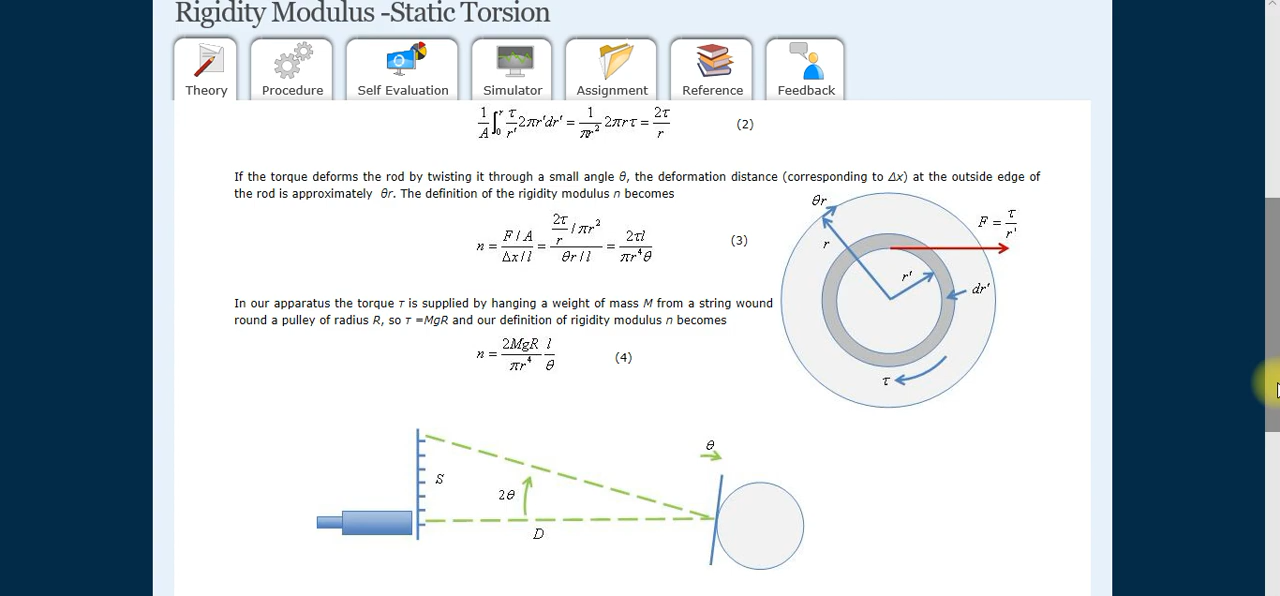 Rigidity Modulus -Static Torsion
Theory Procedure Self Evaluation Simulator Assignment Reference Feedback
1/A ∫₀ʳ τ/r' 2πr'dr' = 1/πr² 2πrτ = 2τ/r (2)
If the torque deforms the rod by twisting it through a small angle θ, the deformation distance (corresponding to Δx) at the outside edge of
the rod is approximately θr. The definition of the rigidity modulus n becomes
n = (F/A)/(Δx/l) = (2τ/r /πr²)/(θr/l) = 2τl/πr⁴θ (3)
In our apparatus the torque τ is supplied by hanging a weight of mass M from a string wound
round a pulley of radius R, so τ =MgR and our definition of rigidity modulus n becomes
n = 2MgR/πr⁴ l/θ (4)
θr
F = τ/r'
r
r'
dr'
τ
θ
S
2θ
D